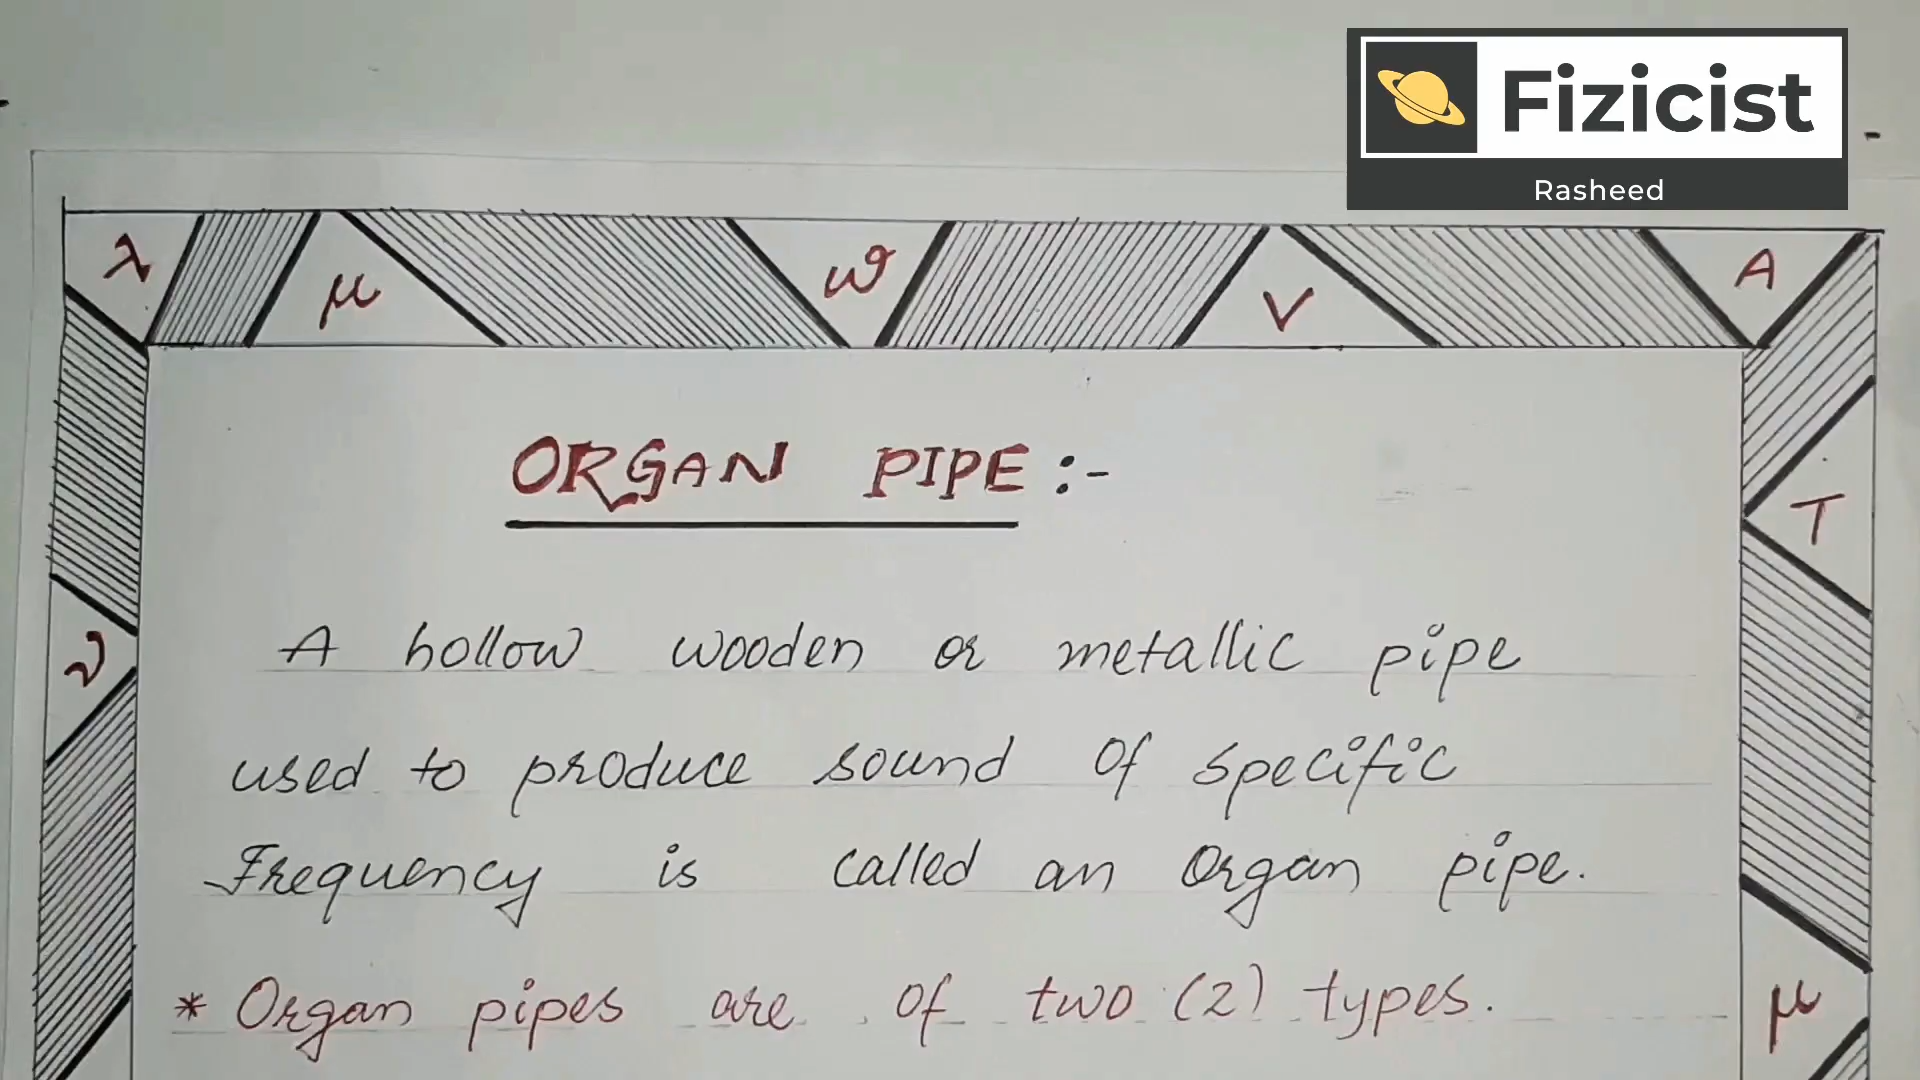 Fizicist
Rasheed
λ μ ω V A
T
ν
μ
ORGAN PIPE :-
A hollow wooden or metallic pipe
used to produce sound of specific
Frequency is called an organ pipe.
* Organ pipes are of two (2) types.